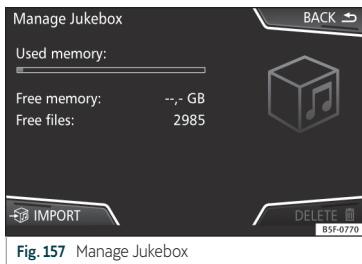 Manage Jukebox BACK
Used memory:
Free memory: --,- GB
Free files: 2985
IMPORT DELETE
B5F-0770
Fig. 157 Manage Jukebox